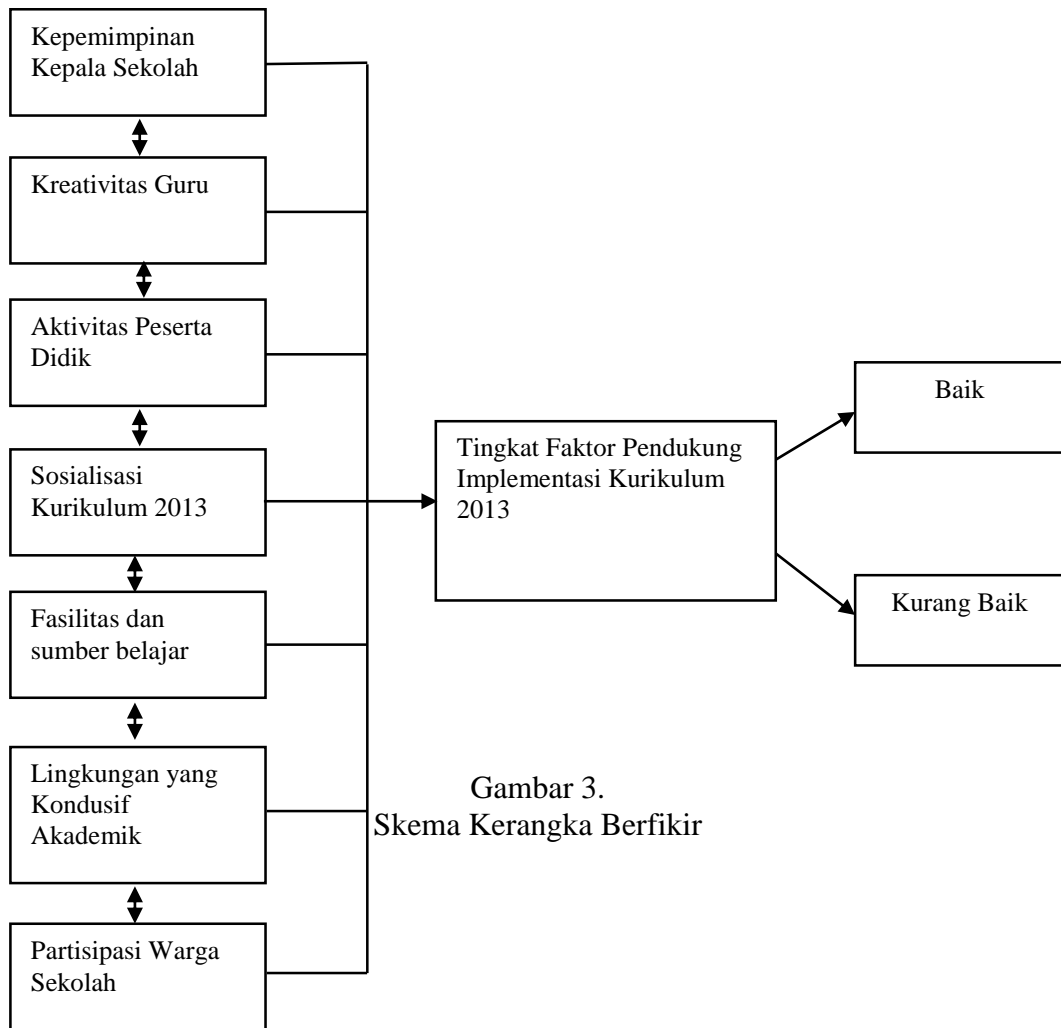 Kepemimpinan
Kepala Sekolah
Kreativitas Guru
Aktivitas Peserta
Didik
Sosialisasi
Kurikulum 2013
Fasilitas dan
sumber belajar
Lingkungan yang
Kondusif
Akademik
Partisipasi Warga
Sekolah
Tingkat Faktor Pendukung
Implementasi Kurikulum
2013
Baik
Kurang Baik
Gambar 3.
Skema Kerangka Berfikir